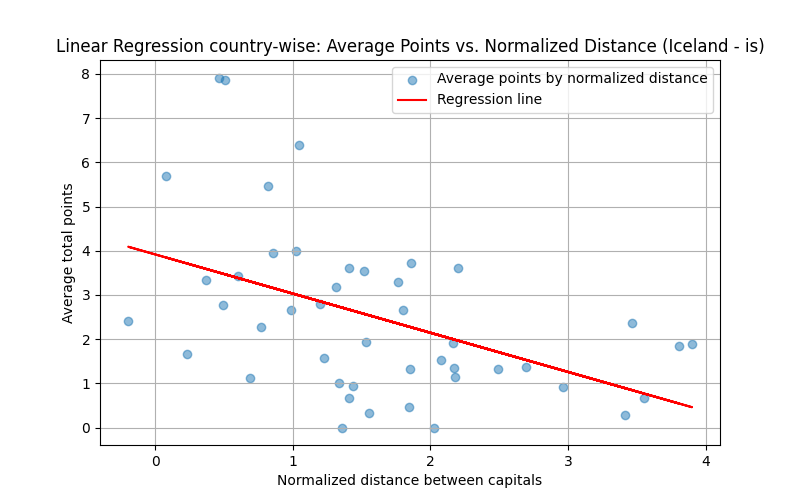 Linear Regression country-wise: Average Points vs. Normalized Distance (Iceland - is)
Average points by normalized distance
Regression line
8
7
6
5
4
3
2
1
0
Average total points
0 1 2 3 4
Normalized distance between capitals